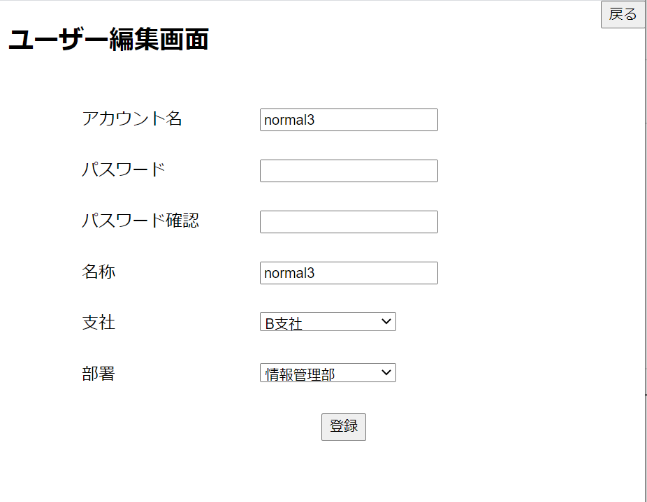 戻る
ユーザー編集画面
アカウント名 normal3
パスワード
パスワード確認
名称 normal3
支社 B支社
部署 情報管理部
登録